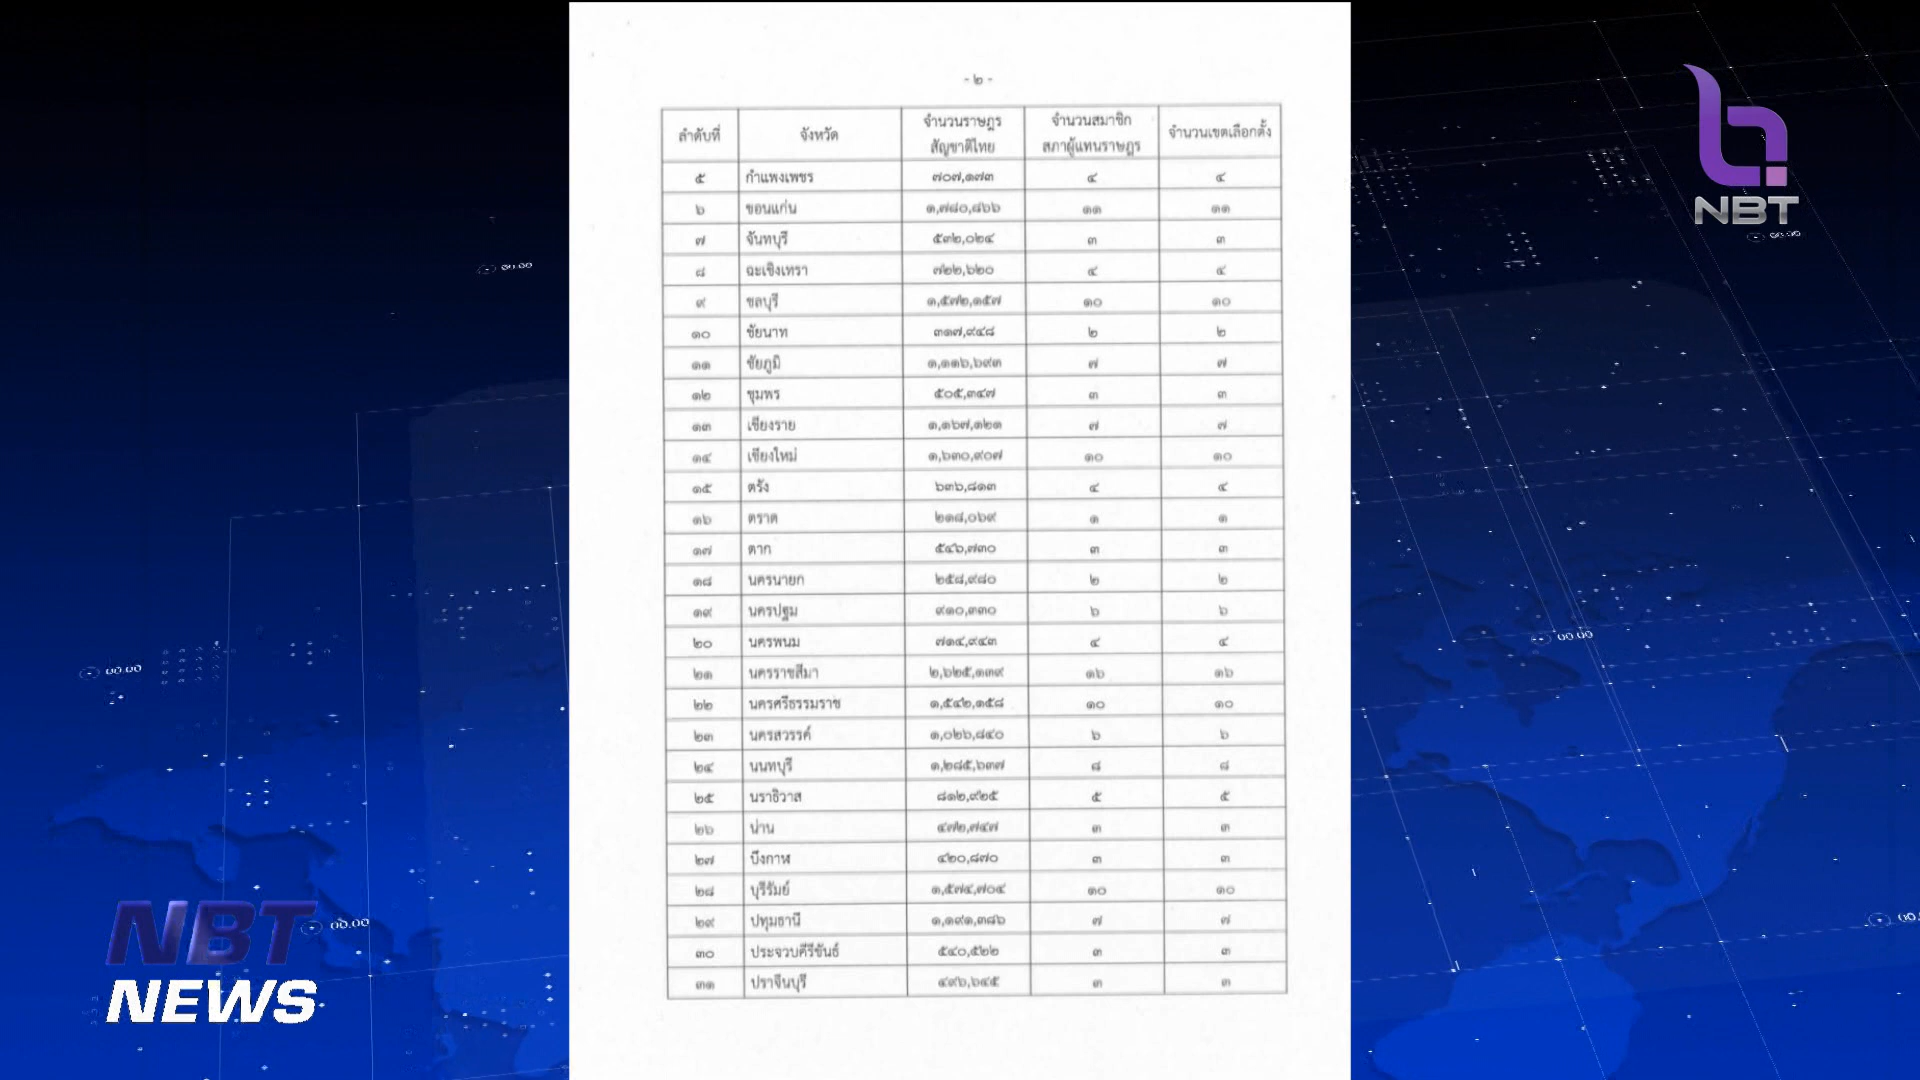 - ๒ -
ลำดับที่ จังหวัด จำนวนราษฎร สัญชาติไทย จำนวนสมาชิก สภาผู้แทนราษฎร จำนวนเขตเลือกตั้ง
๕ กำแพงเพชร ๗๐๗,๑๗๓ ๔ ๔
๖ ขอนแก่น ๑,๗๘๐,๘๖๖ ๑๑ ๑๑
๗ จันทบุรี ๕๓๒,๐๒๔ ๓ ๓
๘ ฉะเชิงเทรา ๗๒๒,๖๒๐ ๔ ๔
๙ ชลบุรี ๑,๕๗๒,๑๕๗ ๑๐ ๑๐
๑๐ ชัยนาท ๓๑๗,๙๔๘ ๒ ๒
๑๑ ชัยภูมิ ๑,๑๑๖,๖๙๓ ๗ ๗
๑๒ ชุมพร ๕๐๕,๓๔๗ ๓ ๓
๑๓ เชียงราย ๑,๑๖๗,๑๒๑ ๗ ๗
๑๔ เชียงใหม่ ๑,๖๓๐,๙๐๗ ๑๐ ๑๐
๑๕ ตรัง ๖๓๖,๘๑๓ ๔ ๔
๑๖ ตราด ๒๑๘,๐๖๙ ๑ ๑
๑๗ ตาก ๕๔๖,๗๓๐ ๓ ๓
๑๘ นครนายก ๒๕๘,๙๘๐ ๒ ๒
๑๙ นครปฐม ๙๑๐,๓๓๐ ๖ ๖
๒๐ นครพนม ๗๑๔,๙๔๓ ๔ ๔
๒๑ นครราชสีมา ๒,๖๒๕,๑๓๙ ๑๖ ๑๖
๒๒ นครศรีธรรมราช ๑,๕๔๒,๑๕๘ ๑๐ ๑๐
๒๓ นครสวรรค์ ๑,๐๒๖,๘๔๐ ๖ ๖
๒๔ นนทบุรี ๑,๒๘๕,๖๓๗ ๘ ๘
๒๕ นราธิวาส ๘๑๒,๙๒๕ ๕ ๕
๒๖ น่าน ๔๗๒,๗๔๗ ๓ ๓
๒๗ บึงกาฬ ๔๒๐,๘๗๐ ๓ ๓
๒๘ บุรีรัมย์ ๑,๕๗๔,๗๐๔ ๑๐ ๑๐
๒๙ ปทุมธานี ๑,๑๙๑,๓๘๖ ๗ ๗
๓๐ ประจวบคีรีขันธ์ ๕๔๐,๕๒๒ ๓ ๓
๓๑ ปราจีนบุรี ๔๙๖,๖๔๕ ๓ ๓
NBT
00.00
00.00
00.00
00.00
00.00
NBT
NEWS